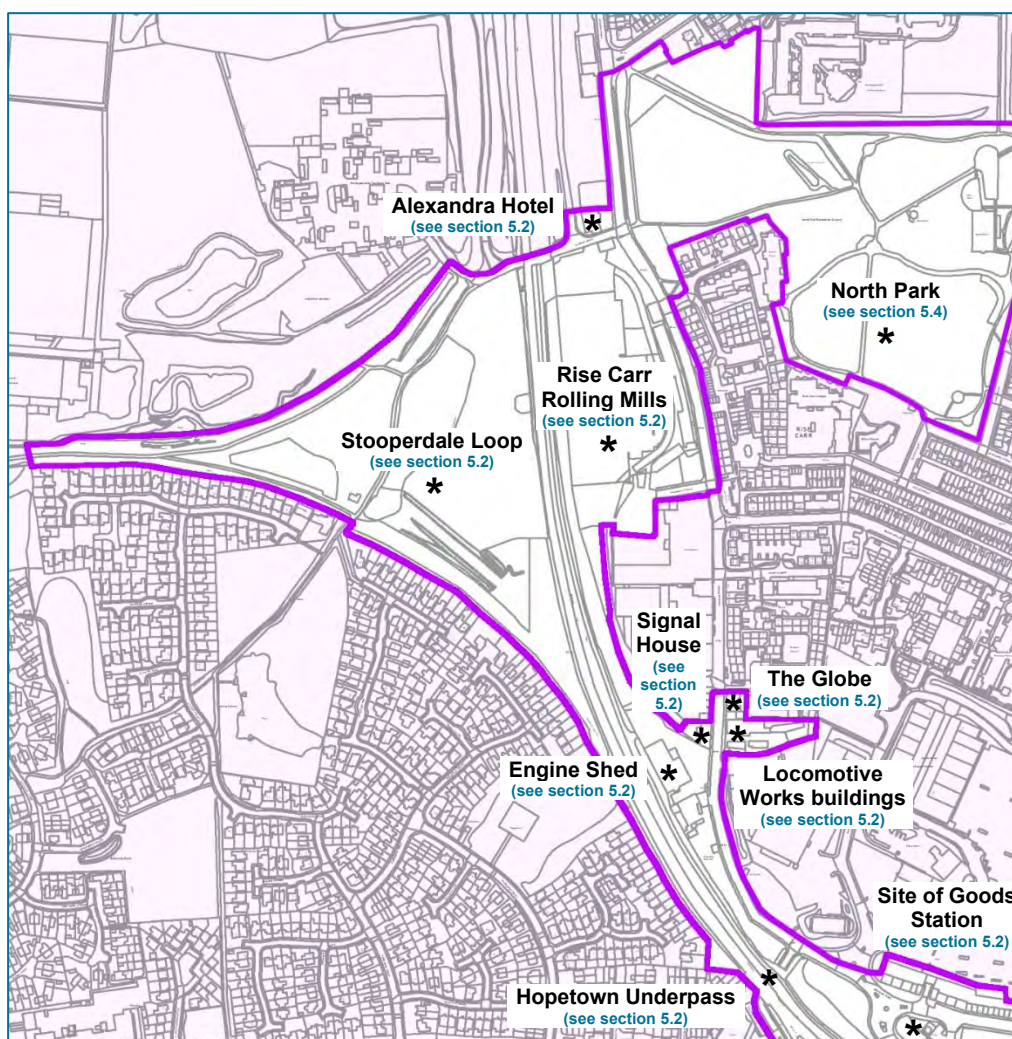 Alexandra Hotel
(see section 5.2)
North Park
(see section 5.4)
*
Rise Carr
Rolling Mills
(see section 5.2)
*
RISE
CARR
Stooperdale Loop
(see section 5.2)
*
Signal
House
(see
section
5.2)
The Globe
(see section 5.2)
Engine Shed
(see section 5.2)
Locomotive
Works buildings
(see section 5.2)
Site of Goods
Station
(see section 5.2)
Hopetown Underpass
(see section 5.2)